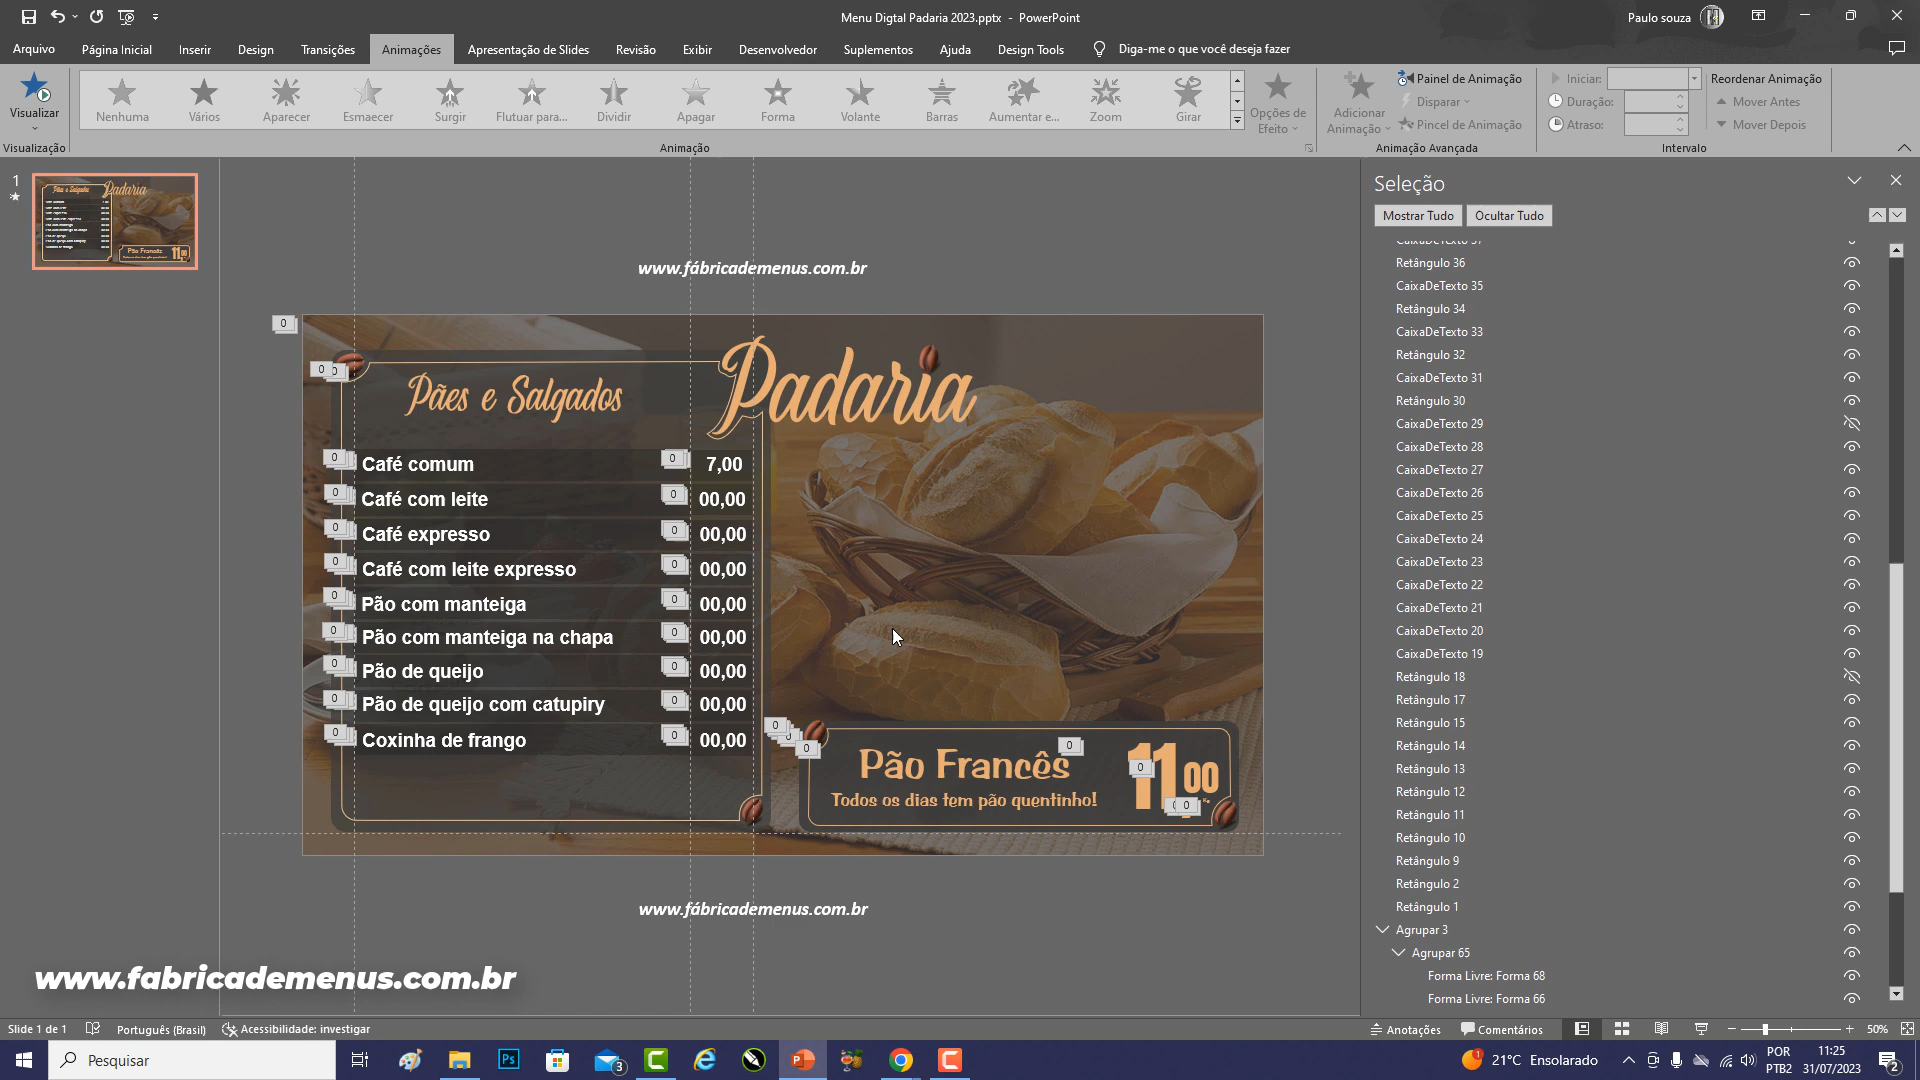 Menu Digtal Padaria 2023.pptx - PowerPoint
Paulo souza
Arquivo Página Inicial Inserir Design Transições Animações Apresentação de Slides Revisão Exibir Desenvolvedor Suplementos Ajuda Design Tools Diga-me o que você deseja fazer
Visualizar
Visualização
Nenhuma Vários Aparecer Esmaecer Surgir Flutuar para... Dividir Apagar Forma Volante Barras Aumentar e... Zoom Girar
Animação
Opções de
Efeito
Adicionar
Animação
Painel de Animação
Disparar
Pincel de Animação
Animação Avançada
Iniciar:
Duração:
Atraso:
Reordenar Animação
Mover Antes
Mover Depois
Intervalo
1
www.fábricademenus.com.br
Padaria
Pães e Salgados
Café comum 7,00
Café com leite 00,00
Café expresso 00,00
Café com leite expresso 00,00
Pão com manteiga 00,00
Pão com manteiga na chapa 00,00
Pão de queijo 00,00
Pão de queijo com catupiry 00,00
Coxinha de frango 00,00
Pão Francês
Todos os dias tem pão quentinho!
11,00
www.fábricademenus.com.br
www.fabricademenus.com.br
Seleção
Mostrar Tudo Ocultar Tudo
CaixaDeTexto 37
Retângulo 36
CaixaDeTexto 35
Retângulo 34
CaixaDeTexto 33
Retângulo 32
CaixaDeTexto 31
Retângulo 30
CaixaDeTexto 29
CaixaDeTexto 28
CaixaDeTexto 27
CaixaDeTexto 26
CaixaDeTexto 25
CaixaDeTexto 24
CaixaDeTexto 23
CaixaDeTexto 22
CaixaDeTexto 21
CaixaDeTexto 20
CaixaDeTexto 19
Retângulo 18
Retângulo 17
Retângulo 15
Retângulo 14
Retângulo 13
Retângulo 12
Retângulo 11
Retângulo 10
Retângulo 9
Retângulo 2
Retângulo 1
Agrupar 3
Agrupar 65
Forma Livre: Forma 68
Forma Livre: Forma 66
Slide 1 de 1 Português (Brasil) Acessibilidade: investigar
Anotações Comentários 50%
Pesquisar
Ps
3
1
21°C Ensolarado
POR
PTB2
11:25
31/07/2023
2